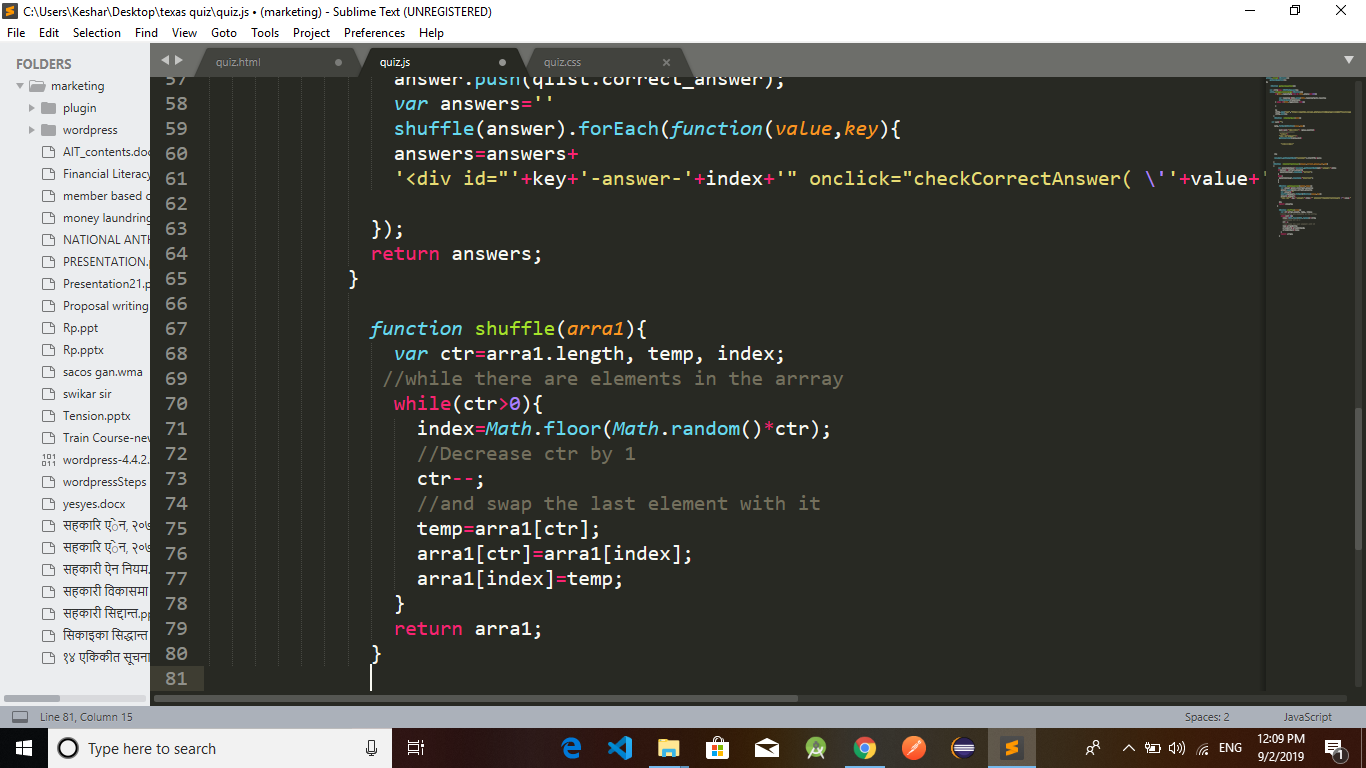 C:\Users\Keshar\Desktop\texas quiz\quiz.js • (marketing) - Sublime Text (UNREGISTERED)
File Edit Selection Find View Goto Tools Project Preferences Help
FOLDERS
marketing
plugin
wordpress
AIT_contents.doc
Financial Literacy
member based c
money laundring
NATIONAL ANTH
PRESENTATION.
Presentation21.p
Proposal writing
Rp.ppt
Rp.pptx
sacos gan.wma
swikar sir
Tension.pptx
Train Course-nev
wordpress-4.4.2.
wordpressSteps
yesyes.docx
सहकारी ऐन नियम.
सहकारी विकासमा
सहकारी सिद्दान्त.pp
सिकाइका सिद्धान्त
१४ एकिकीत सूचना
quiz.html
quiz.js
quiz.css
57 answer.push(qlist.correct_answer);
58 var answers=''
59 shuffle(answer).forEach(function(value,key){
60 answers=answers+
61 '<div id="'+key+'-answer-'+index+'" onclick="checkCorrectAnswer( \''+value+'
62
63 });
64 return answers;
65 }
66
67 function shuffle(arra1){
68 var ctr=arra1.length, temp, index;
69 //while there are elements in the arrray
70 while(ctr>0){
71 index=Math.floor(Math.random()*ctr);
72 //Decrease ctr by 1
73 ctr--;
74 //and swap the last element with it
75 temp=arra1[ctr];
76 arra1[ctr]=arra1[index];
77 arra1[index]=temp;
78 }
79 return arra1;
80 }
81
Line 81, Column 15
Spaces: 2
JavaScript
Type here to search
ENG
12:09 PM
9/2/2019
1